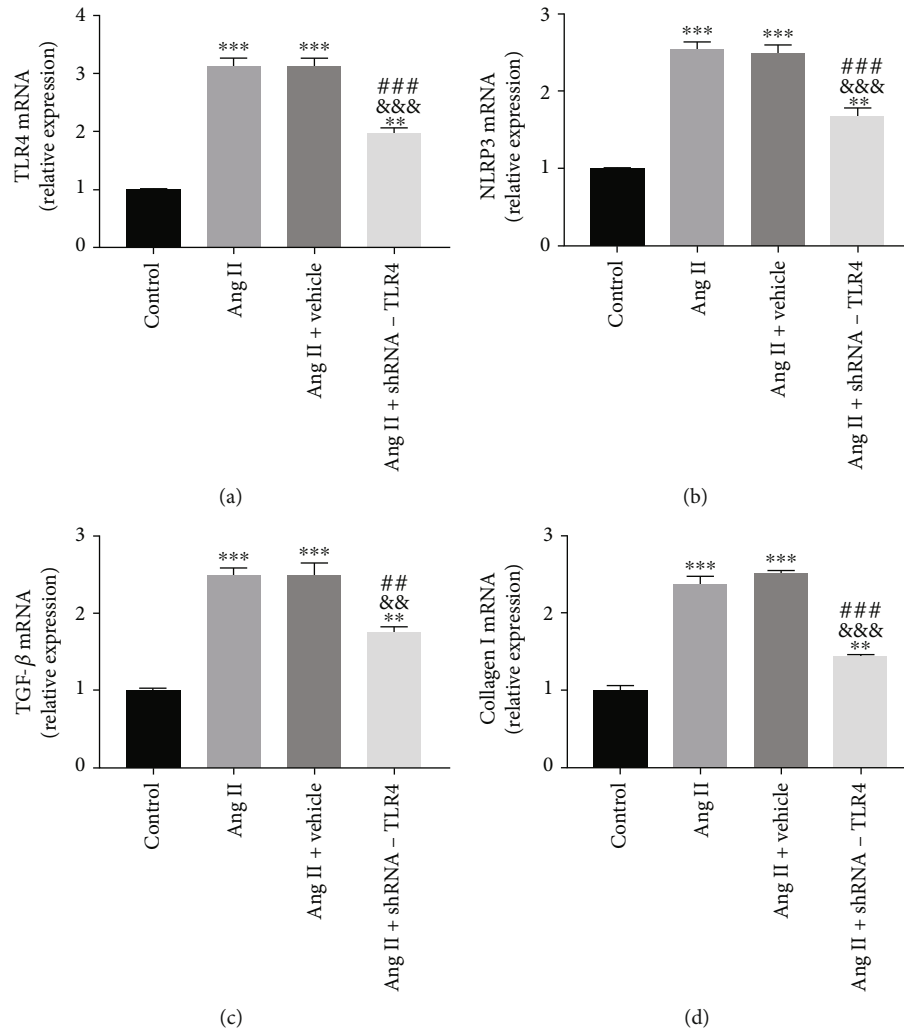 TLR4 mRNA
(relative expression)
4
3
2
1
0
***
***
###
&&&
**
Control
Ang II
Ang II + vehicle
Ang II + shRNA – TLR4
(a)
NLRP3 mRNA
(relative expression)
3
2
1
0
***
***
###
&&&
**
Control
Ang II
Ang II + vehicle
Ang II + shRNA – TLR4
(b)
TGF-β mRNA
(relative expression)
3
2
1
0
***
***
##
&&
**
Control
Ang II
Ang II + vehicle
Ang II + shRNA – TLR4
(c)
Collagen I mRNA
(relative expression)
3
2
1
0
***
***
###
&&&
**
Control
Ang II
Ang II + vehicle
Ang II + shRNA – TLR4
(d)